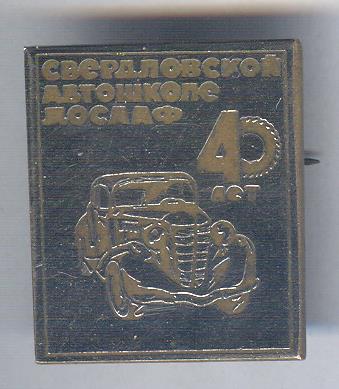 СВЕРДЛОВСКОЙ
АВТОШКОЛЕ
ДОСААФ
40
ЛЕТ